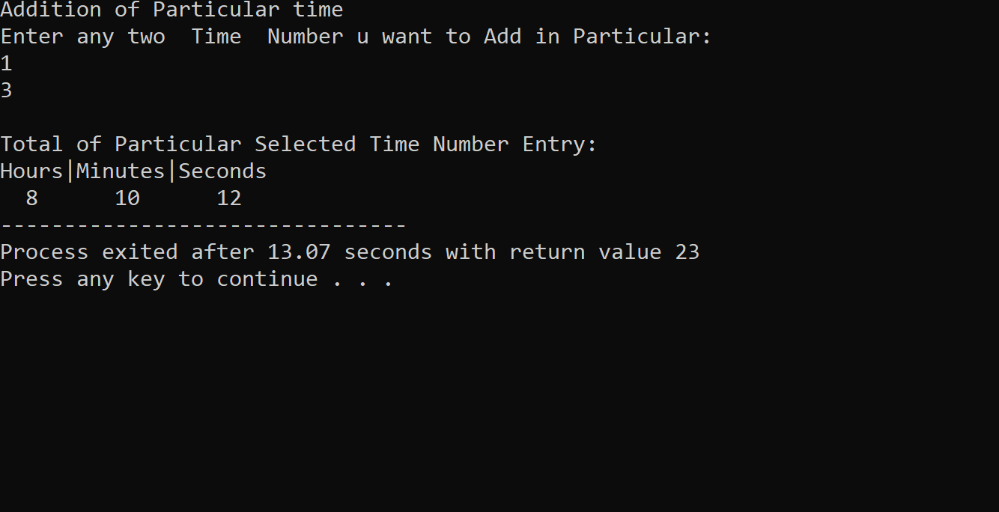 Addition of Particular time
Enter any two  Time  Number u want to Add in Particular:
1
3
Total of Particular Selected Time Number Entry:
Hours|Minutes|Seconds
  8      10      12
--------------------------------
Process exited after 13.07 seconds with return value 23
Press any key to continue . . .